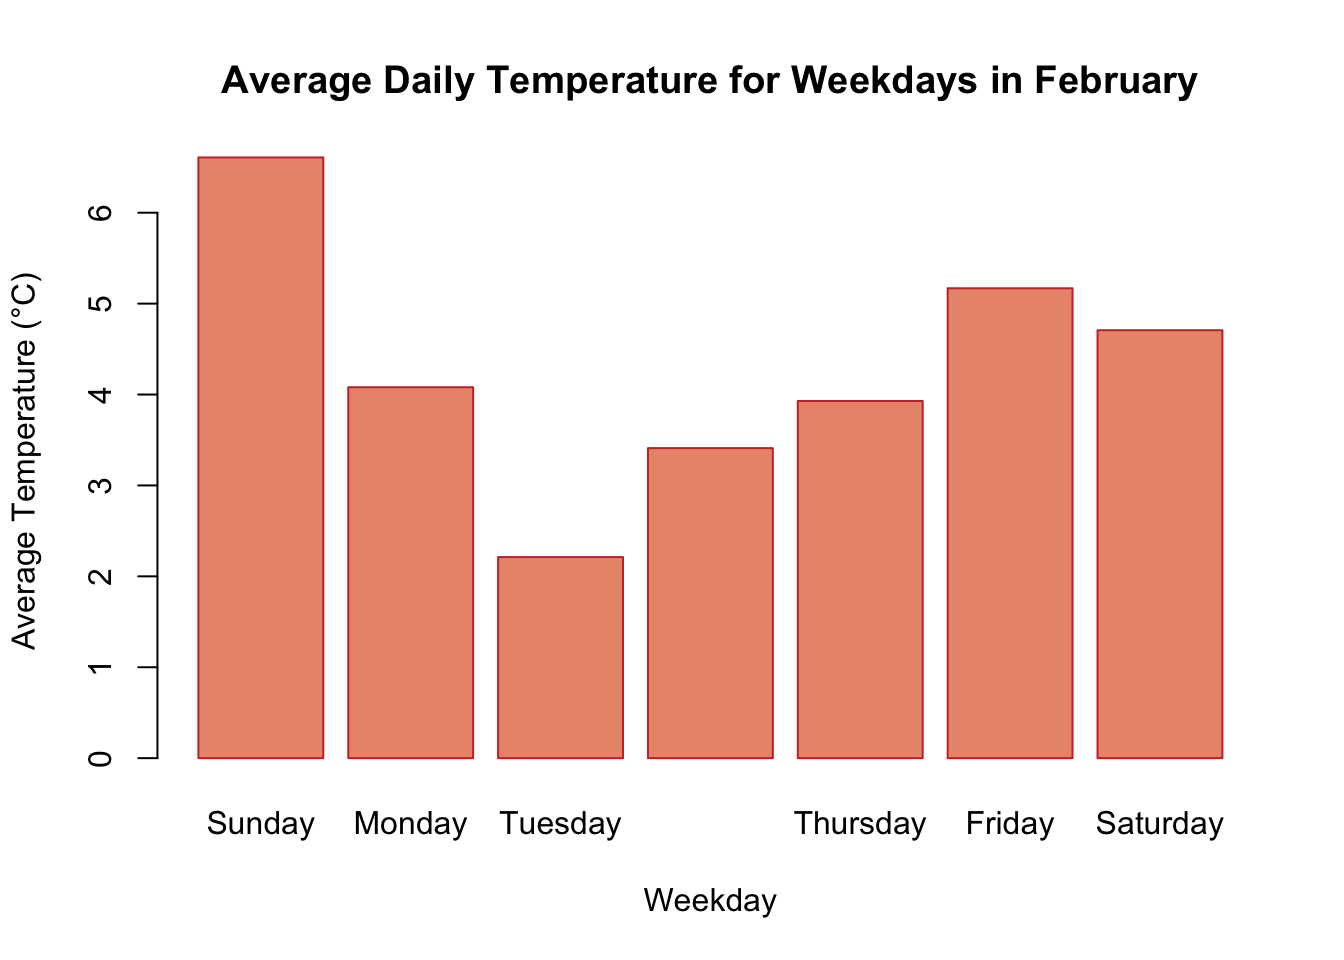 Average Daily Temperature for Weekdays in February
Average Temperature (°C)
6
5
4
3
2
1
0
Sunday Monday Tuesday Thursday Friday Saturday
Weekday